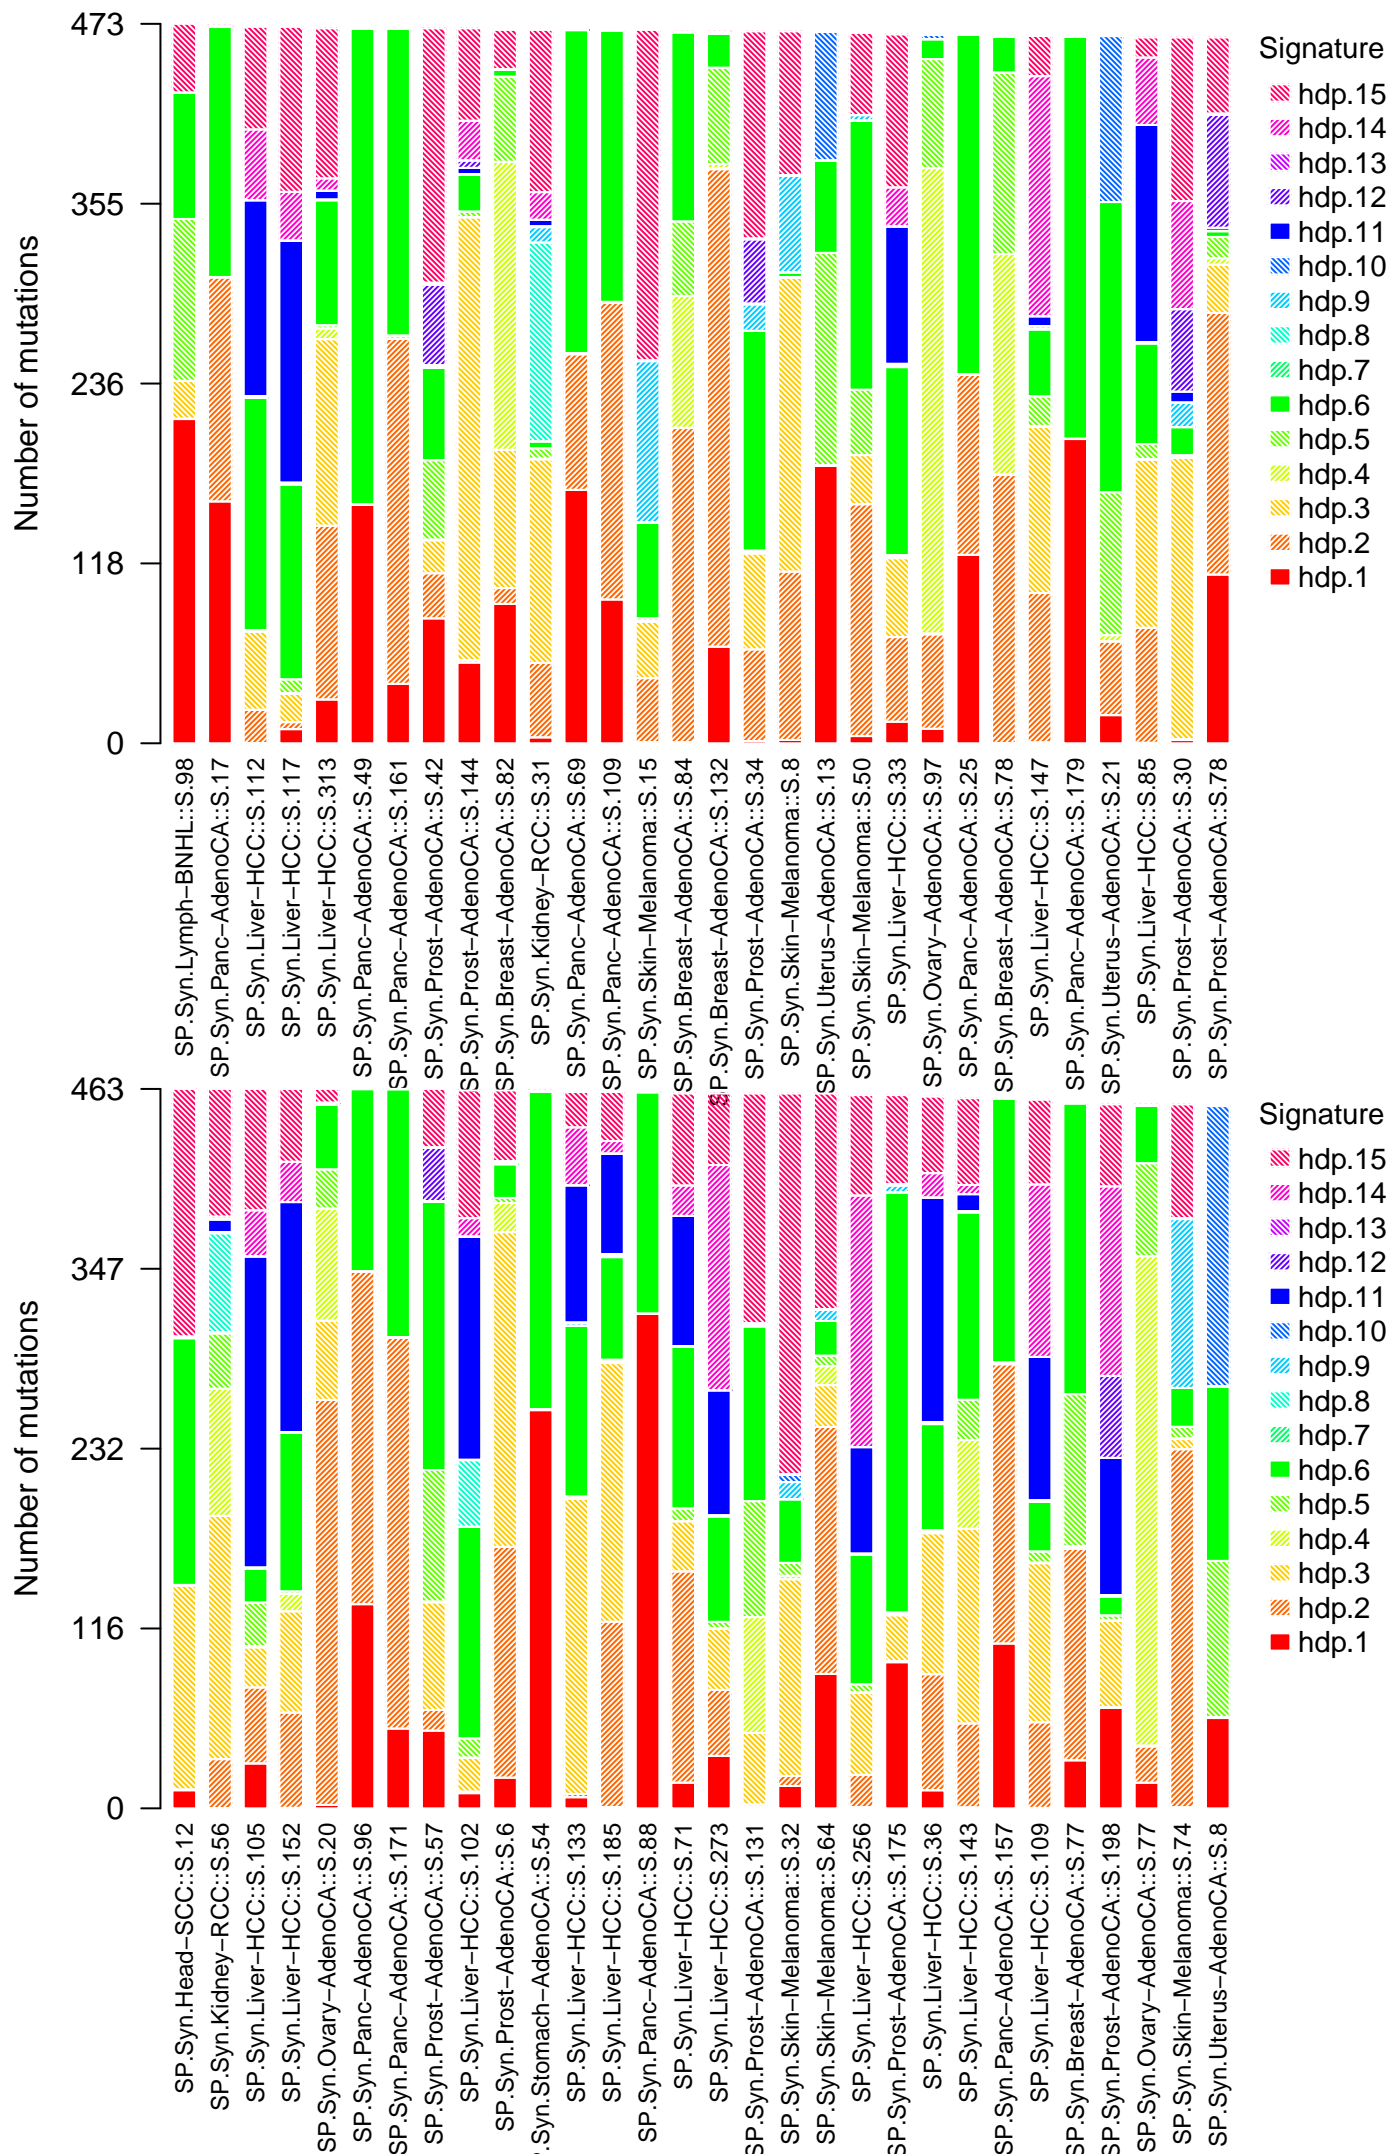 Number of mutations
473
355
236
118
0
Signature
hdp.15
hdp.14
hdp.13
hdp.12
hdp.11
hdp.10
hdp.9
hdp.8
hdp.7
hdp.6
hdp.5
hdp.4
hdp.3
hdp.2
hdp.1
SP.Syn.Lymph−BNHL::S.98
SP.Syn.Panc−AdenoCA::S.17
SP.Syn.Liver−HCC::S.112
SP.Syn.Liver−HCC::S.117
SP.Syn.Liver−HCC::S.313
SP.Syn.Panc−AdenoCA::S.49
SP.Syn.Panc−AdenoCA::S.161
SP.Syn.Prost−AdenoCA::S.42
SP.Syn.Prost−AdenoCA::S.144
SP.Syn.Breast−AdenoCA::S.82
SP.Syn.Kidney−RCC::S.31
SP.Syn.Panc−AdenoCA::S.69
SP.Syn.Panc−AdenoCA::S.109
SP.Syn.Skin−Melanoma::S.15
SP.Syn.Breast−AdenoCA::S.84
SP.Syn.Breast−AdenoCA::S.132
SP.Syn.Prost−AdenoCA::S.34
SP.Syn.Skin−Melanoma::S.8
SP.Syn.Uterus−AdenoCA::S.13
SP.Syn.Skin−Melanoma::S.50
SP.Syn.Liver−HCC::S.33
SP.Syn.Ovary−AdenoCA::S.97
SP.Syn.Panc−AdenoCA::S.25
SP.Syn.Breast−AdenoCA::S.78
SP.Syn.Liver−HCC::S.147
SP.Syn.Panc−AdenoCA::S.179
SP.Syn.Uterus−AdenoCA::S.21
SP.Syn.Liver−HCC::S.85
SP.Syn.Prost−AdenoCA::S.30
SP.Syn.Prost−AdenoCA::S.78
Number of mutations
463
347
232
116
0
Signature
hdp.15
hdp.14
hdp.13
hdp.12
hdp.11
hdp.10
hdp.9
hdp.8
hdp.7
hdp.6
hdp.5
hdp.4
hdp.3
hdp.2
hdp.1
SP.Syn.Head−SCC::S.12
SP.Syn.Kidney−RCC::S.56
SP.Syn.Liver−HCC::S.105
SP.Syn.Liver−HCC::S.152
SP.Syn.Ovary−AdenoCA::S.20
SP.Syn.Panc−AdenoCA::S.96
SP.Syn.Panc−AdenoCA::S.171
SP.Syn.Prost−AdenoCA::S.57
SP.Syn.Liver−HCC::S.102
SP.Syn.Prost−AdenoCA::S.6
P.Syn.Stomach−AdenoCA::S.54
SP.Syn.Liver−HCC::S.133
SP.Syn.Liver−HCC::S.185
SP.Syn.Panc−AdenoCA::S.88
SP.Syn.Liver−HCC::S.71
SP.Syn.Liver−HCC::S.273
SP.Syn.Prost−AdenoCA::S.131
SP.Syn.Skin−Melanoma::S.32
SP.Syn.Skin−Melanoma::S.64
SP.Syn.Liver−HCC::S.256
SP.Syn.Prost−AdenoCA::S.175
SP.Syn.Liver−HCC::S.36
SP.Syn.Liver−HCC::S.143
SP.Syn.Panc−AdenoCA::S.157
SP.Syn.Liver−HCC::S.109
SP.Syn.Breast−AdenoCA::S.77
SP.Syn.Prost−AdenoCA::S.198
SP.Syn.Ovary−AdenoCA::S.77
SP.Syn.Skin−Melanoma::S.74
SP.Syn.Uterus−AdenoCA::S.8